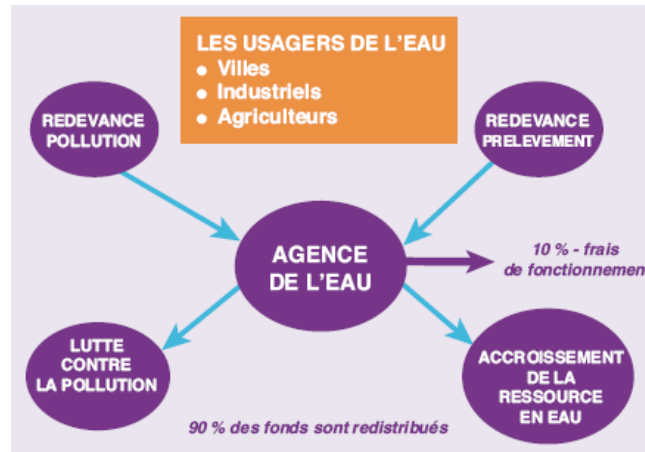 LES USAGERS DE L'EAU
• Villes
• Industriels
• Agriculteurs
REDEVANCE
POLLUTION
REDEVANCE
PRELEVEMENT
AGENCE
DE L'EAU
10 % - frais
de fonctionnemen
LUTTE
CONTRE
LA POLLUTION
ACCROISSEMENT
DE LA
RESSOURCE
EN EAU
90 % des fonds sont redistribués